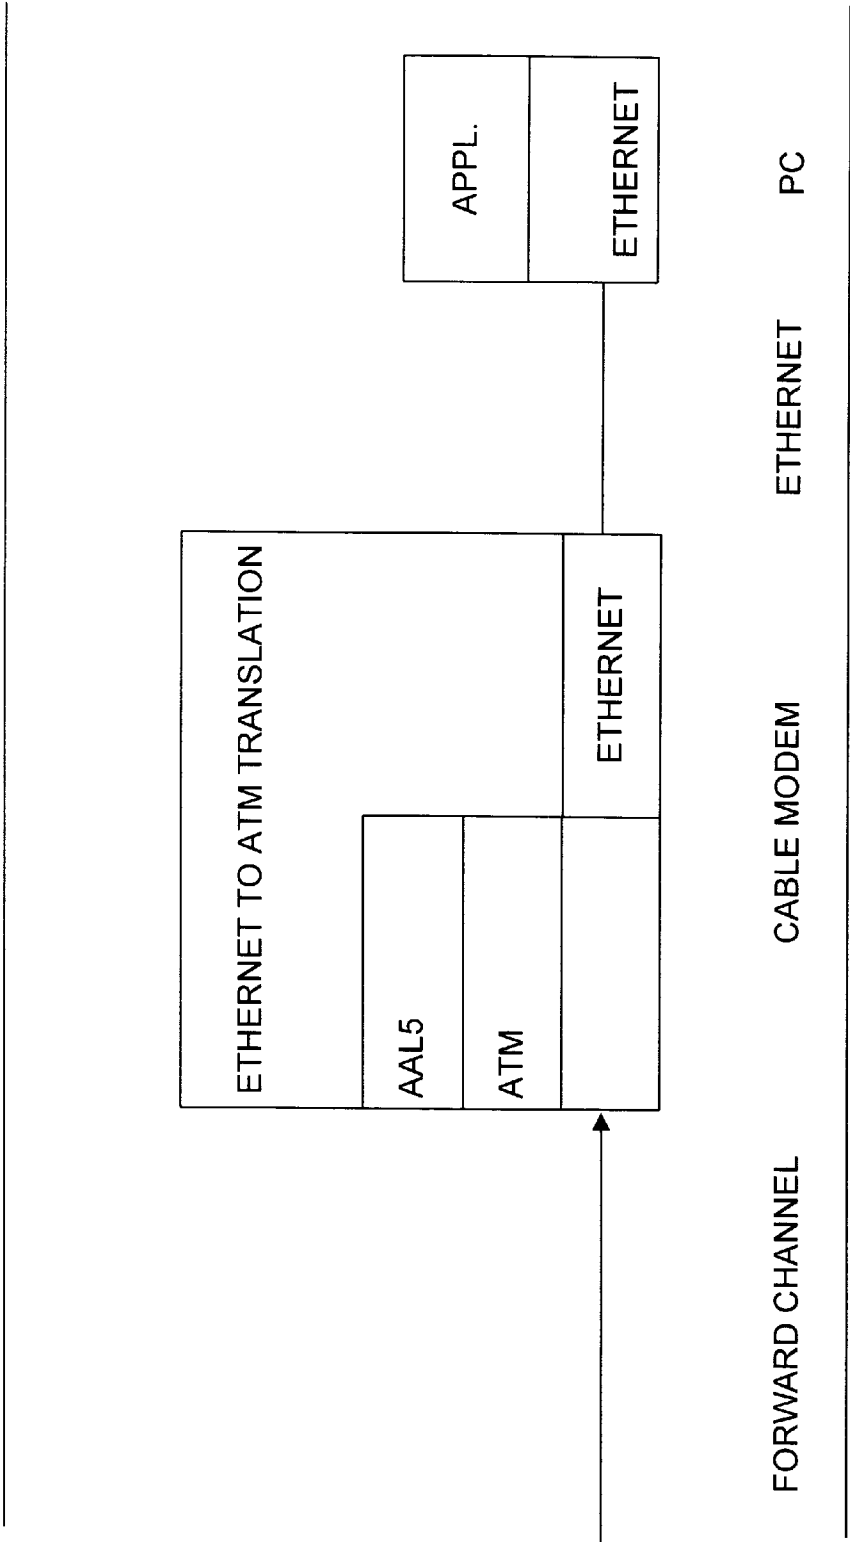 ETHERNET TO ATM TRANSLATION
AAL5
ATM
ETHERNET
APPL.
ETHERNET
FORWARD CHANNEL
CABLE MODEM
ETHERNET
PC